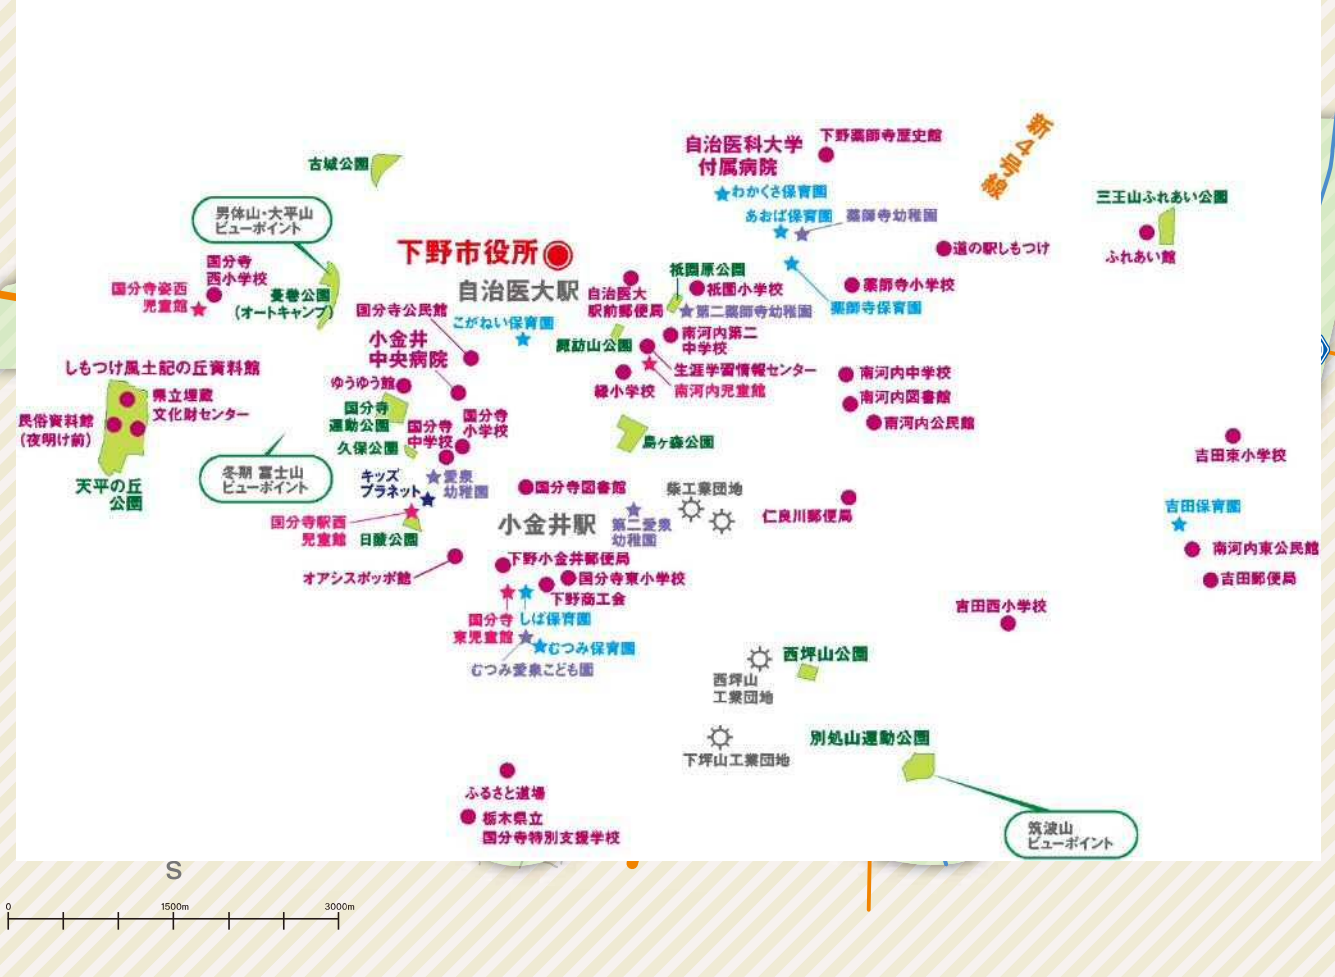 新4号線
自治医科大学
付属病院
下野薬師寺歴史館
古城公園
わかくさ保育園
三王山ふれあい公園
男体山・大平山
ビューポイント
あおば保育園
薬師寺幼稚園
下野市役所
道の駅しもつけ
ふれあい館
国分寺
西小学校
自治医大駅
祇園原公園
国分寺姿西
児童館
蔓巻公園
(オートキャンプ)
自治医大
駅前郵便局
祇園小学校
薬師寺小学校
国分寺公民館
こがねい保育園
第二薬師寺幼稚園
薬師寺保育園
小金井
中央病院
諏訪山公園
南河内第二
中学校
しもつけ風土記の丘資料館
生涯学習情報センター
南河内児童館
南河内中学校
ゆうゆう館
緑小学校
県立埋蔵
文化財センター
南河内図書館
国分寺
運動公園
民俗資料館
(夜明け前)
国分寺
中学校
国分寺
小学校
南河内公民館
久保公園
烏ヶ森公園
吉田東小学校
冬期 富士山
ビューポイント
キッズ
プラネット
愛泉
幼稚園
天平の丘
公園
国分寺図書館
柴工業団地
吉田保育園
国分寺駅西
児童館
日酸公園
小金井駅
第二愛泉
幼稚園
仁良川郵便局
南河内東公民館
オアシスポッポ館
下野小金井郵便局
国分寺東小学校
吉田郵便局
下野商工会
吉田西小学校
国分寺
東児童館
しば保育園
むつみ保育園
むつみ愛泉こども園
西坪山公園
西坪山
工業団地
別処山運動公園
下坪山工業団地
ふるさと道場
栃木県立
国分寺特別支援学校
筑波山
ビューポイント
S
0 1500m 3000m